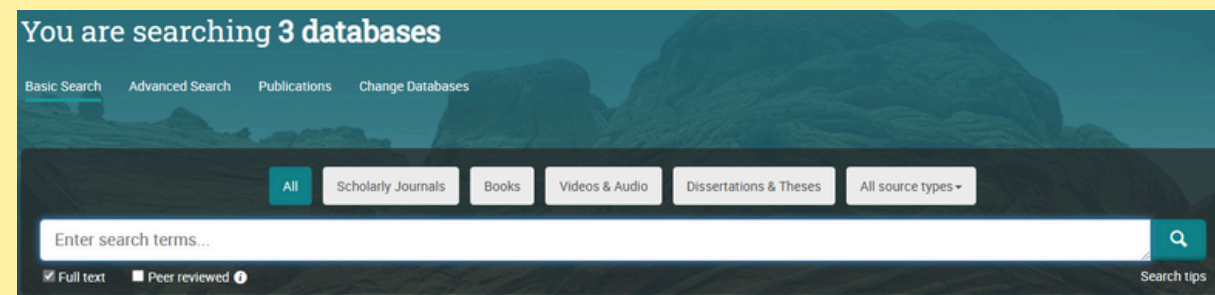 You are searching 3 databases
Basic Search Advanced Search Publications Change Databases
All Scholarly Journals Books Videos & Audio Dissertations & Theses All source types
Enter search terms...
Full text Peer reviewed Search tips